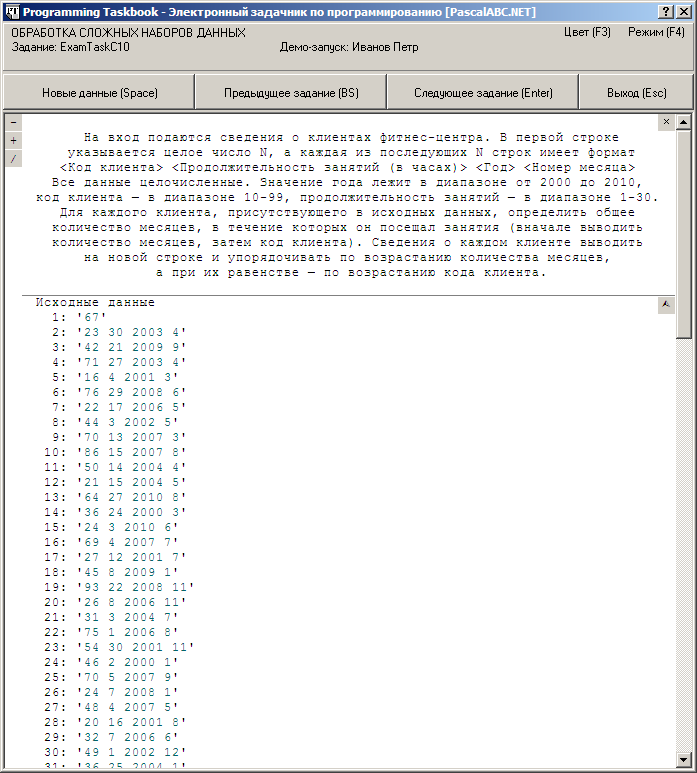 Programming Taskbook - Электронный задачник по программированию [PascalABC.NET]
ОБРАБОТКА СЛОЖНЫХ НАБОРОВ ДАННЫХ
Цвет (F3) Режим (F4)
Задание: ExamTaskC10 Демо-запуск: Иванов Петр
Новые данные (Space) Предыдущее задание (BS) Следующее задание (Enter) Выход (Esc)
На вход подаются сведения о клиентах фитнес-центра. В первой строке
указывается целое число N, а каждая из последующих N строк имеет формат
<Код клиента> <Продолжительность занятий (в часах)> <Год> <Номер месяца>
Все данные целочисленные. Значение года лежит в диапазоне от 2000 до 2010,
код клиента — в диапазоне 10-99, продолжительность занятий — в диапазоне 1-30.
Для каждого клиента, присутствующего в исходных данных, определить общее
количество месяцев, в течение которых он посещал занятия (вначале выводить
количество месяцев, затем код клиента). Сведения о каждом клиенте выводить
на новой строке и упорядочивать по возрастанию количества месяцев,
а при их равенстве — по возрастанию кода клиента.
Исходные данные
1: '67'
2: '23 30 2003 4'
3: '42 21 2009 9'
4: '71 27 2003 4'
5: '16 4 2001 3'
6: '76 29 2008 6'
7: '22 17 2006 5'
8: '44 3 2002 5'
9: '70 13 2007 3'
10: '86 15 2007 8'
11: '50 14 2004 4'
12: '21 15 2004 5'
13: '64 27 2010 8'
14: '36 24 2000 3'
15: '24 3 2010 6'
16: '69 4 2007 7'
17: '27 12 2001 7'
18: '45 8 2009 1'
19: '93 22 2008 11'
20: '26 8 2006 11'
21: '31 3 2004 7'
22: '75 1 2006 8'
23: '54 30 2001 11'
24: '46 2 2000 1'
25: '70 5 2007 9'
26: '24 7 2008 1'
27: '48 4 2007 5'
28: '20 16 2001 8'
29: '32 7 2006 6'
30: '49 1 2002 12'
31: '36 25 2004 1'